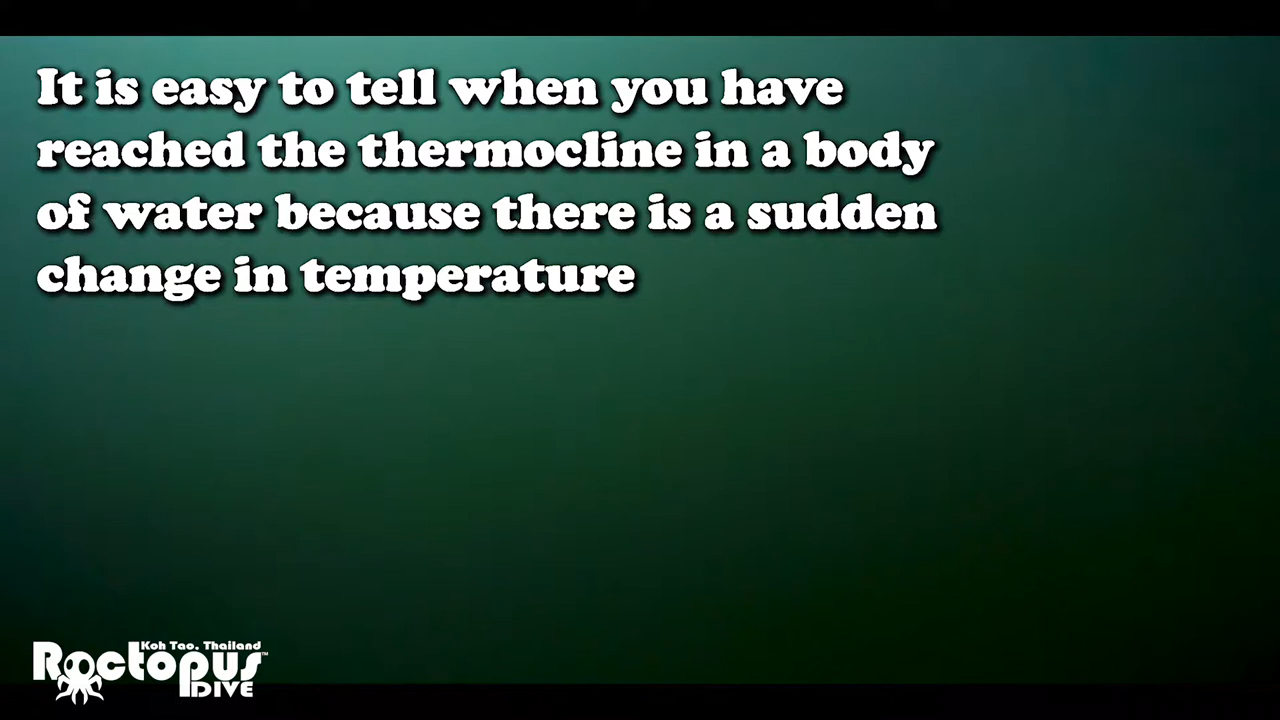 It is easy to tell when you have
reached the thermocline in a body
of water because there is a sudden
change in temperature
Koh Tao, Thailand
Roctopus™
DIVE